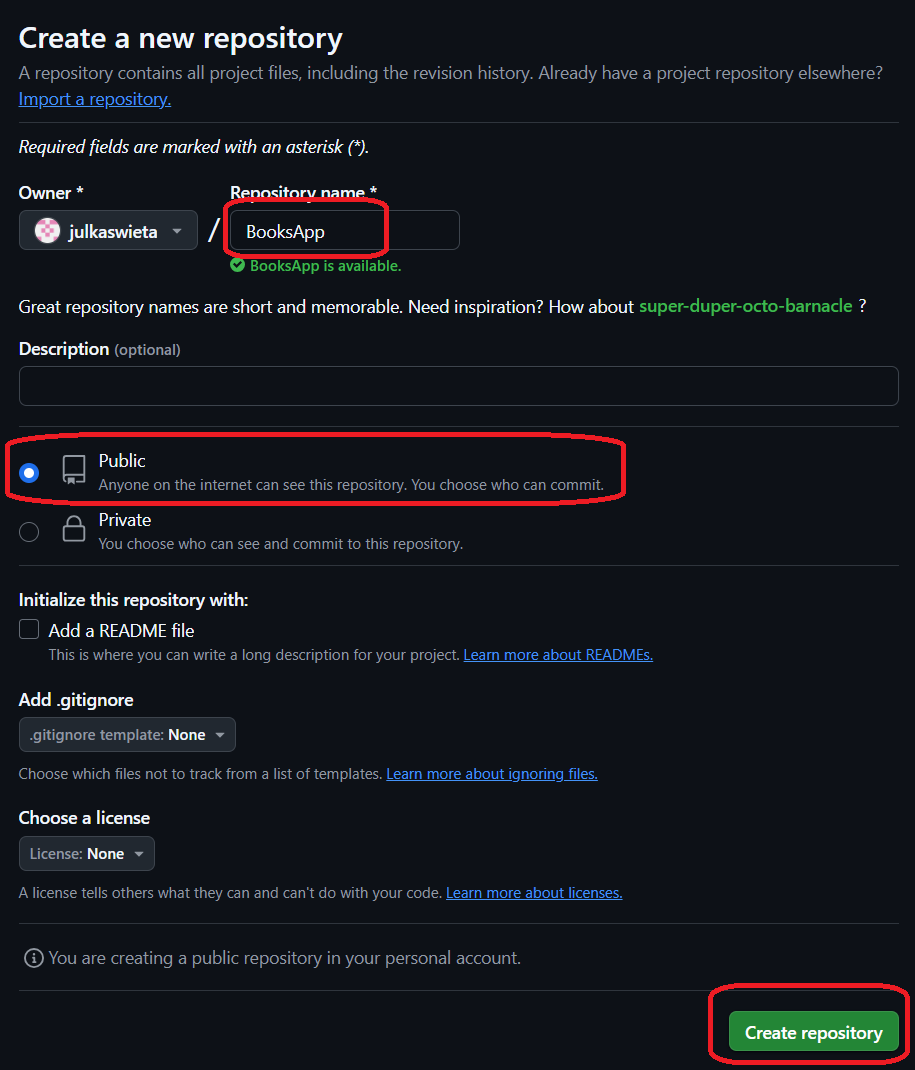 Create a new repository
A repository contains all project files, including the revision history. Already have a project repository elsewhere?
Import a repository.
Required fields are marked with an asterisk (*).
Owner * Repository name *
julkaswieta / BooksApp
BooksApp is available.
Great repository names are short and memorable. Need inspiration? How about super-duper-octo-barnacle ?
Description (optional)
Public
Anyone on the internet can see this repository. You choose who can commit.
Private
You choose who can see and commit to this repository.
Initialize this repository with:
Add a README file
This is where you can write a long description for your project. Learn more about READMEs.
Add .gitignore
.gitignore template: None
Choose which files not to track from a list of templates. Learn more about ignoring files.
Choose a license
License: None
A license tells others what they can and can't do with your code. Learn more about licenses.
You are creating a public repository in your personal account.
Create repository